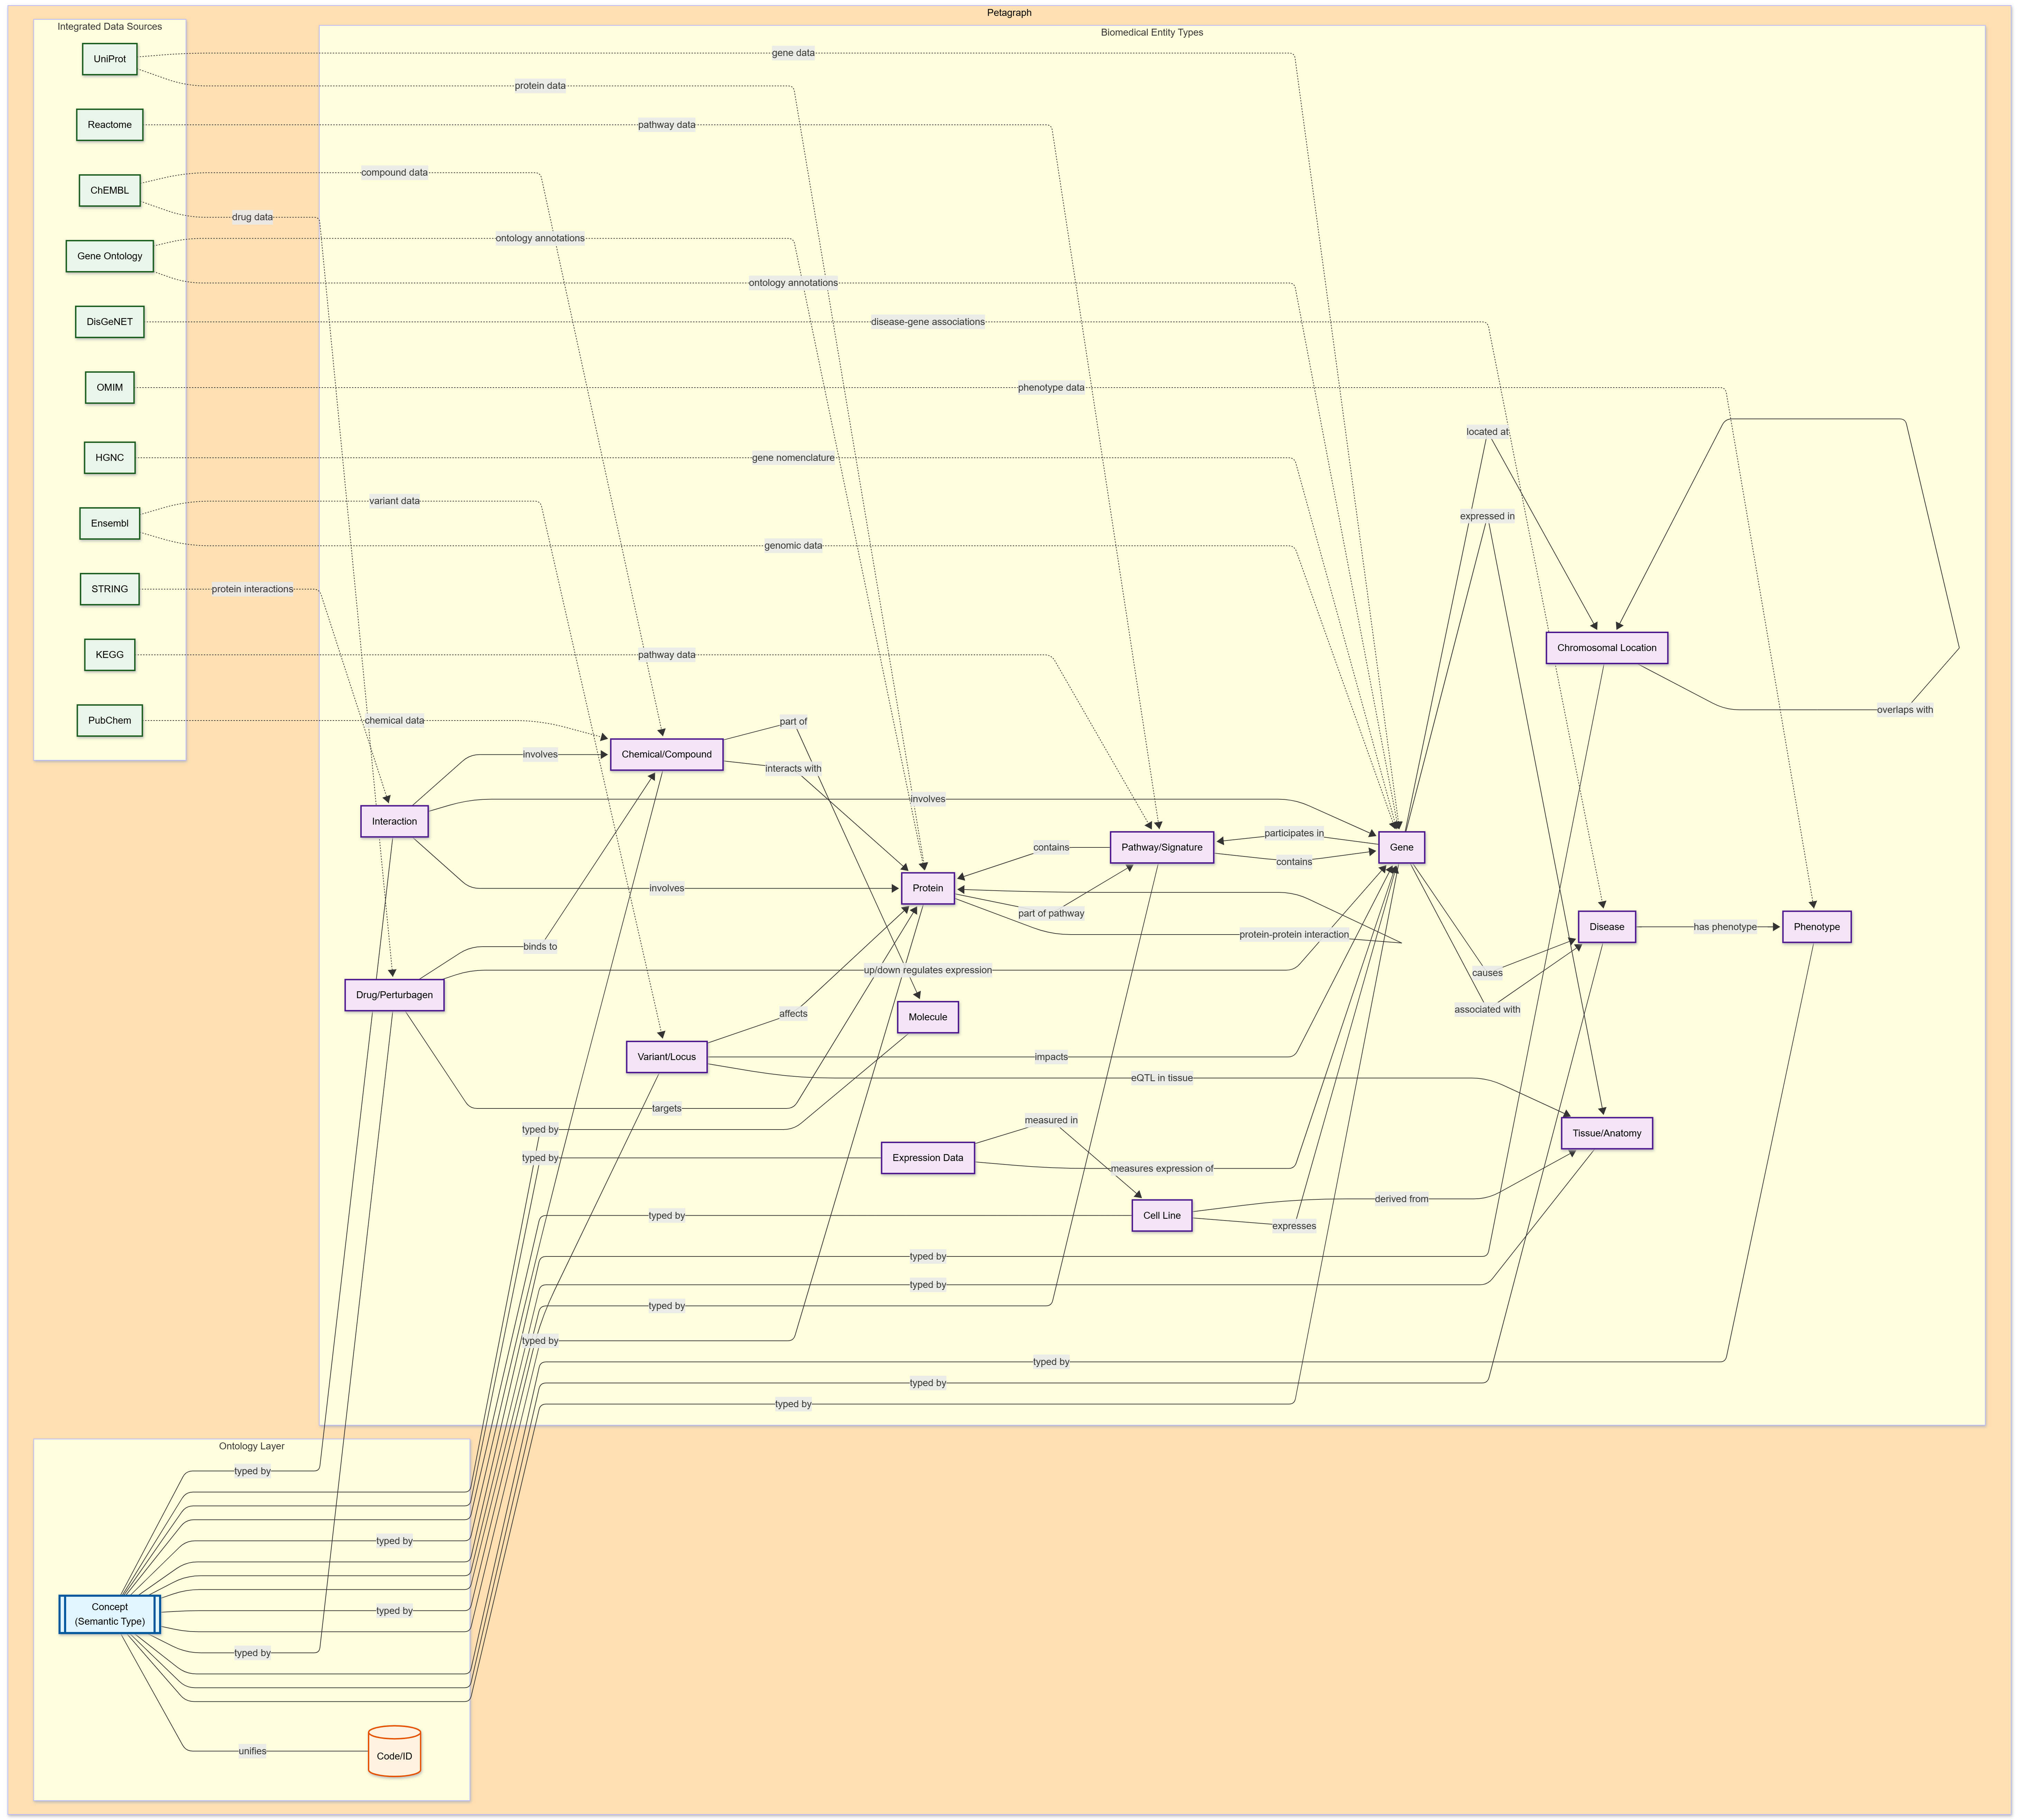 Petagraph
Integrated Data Sources
Biomedical Entity Types
UniProt
gene data
protein data
Reactome
pathway data
ChEMBL
compound data
drug data
Gene Ontology
ontology annotations
ontology annotations
DisGeNET
disease-gene associations
OMIM
phenotype data
located at
HGNC
gene nomenclature
Ensembl
variant data
expressed in
genomic data
STRING
protein interactions
KEGG
pathway data
Chromosomal Location
overlaps with
PubChem
chemical data
part of
Chemical/Compound
involves
interacts with
involves
Interaction
participates in
Pathway/Signature
contains
Gene
contains
Protein
involves
part of pathway
protein-protein interaction
Disease
has phenotype
Phenotype
binds to
up/down regulates expression
causes
Drug/Perturbagen
affects
Molecule
associated with
Variant/Locus
impacts
eQTL in tissue
targets
measured in
typed by
Tissue/Anatomy
typed by
Expression Data
measures expression of
derived from
typed by
Cell Line
expresses
typed by
typed by
typed by
typed by
typed by
typed by
typed by
Ontology Layer
typed by
typed by
Concept
(Semantic Type)
typed by
typed by
unifies
Code/ID